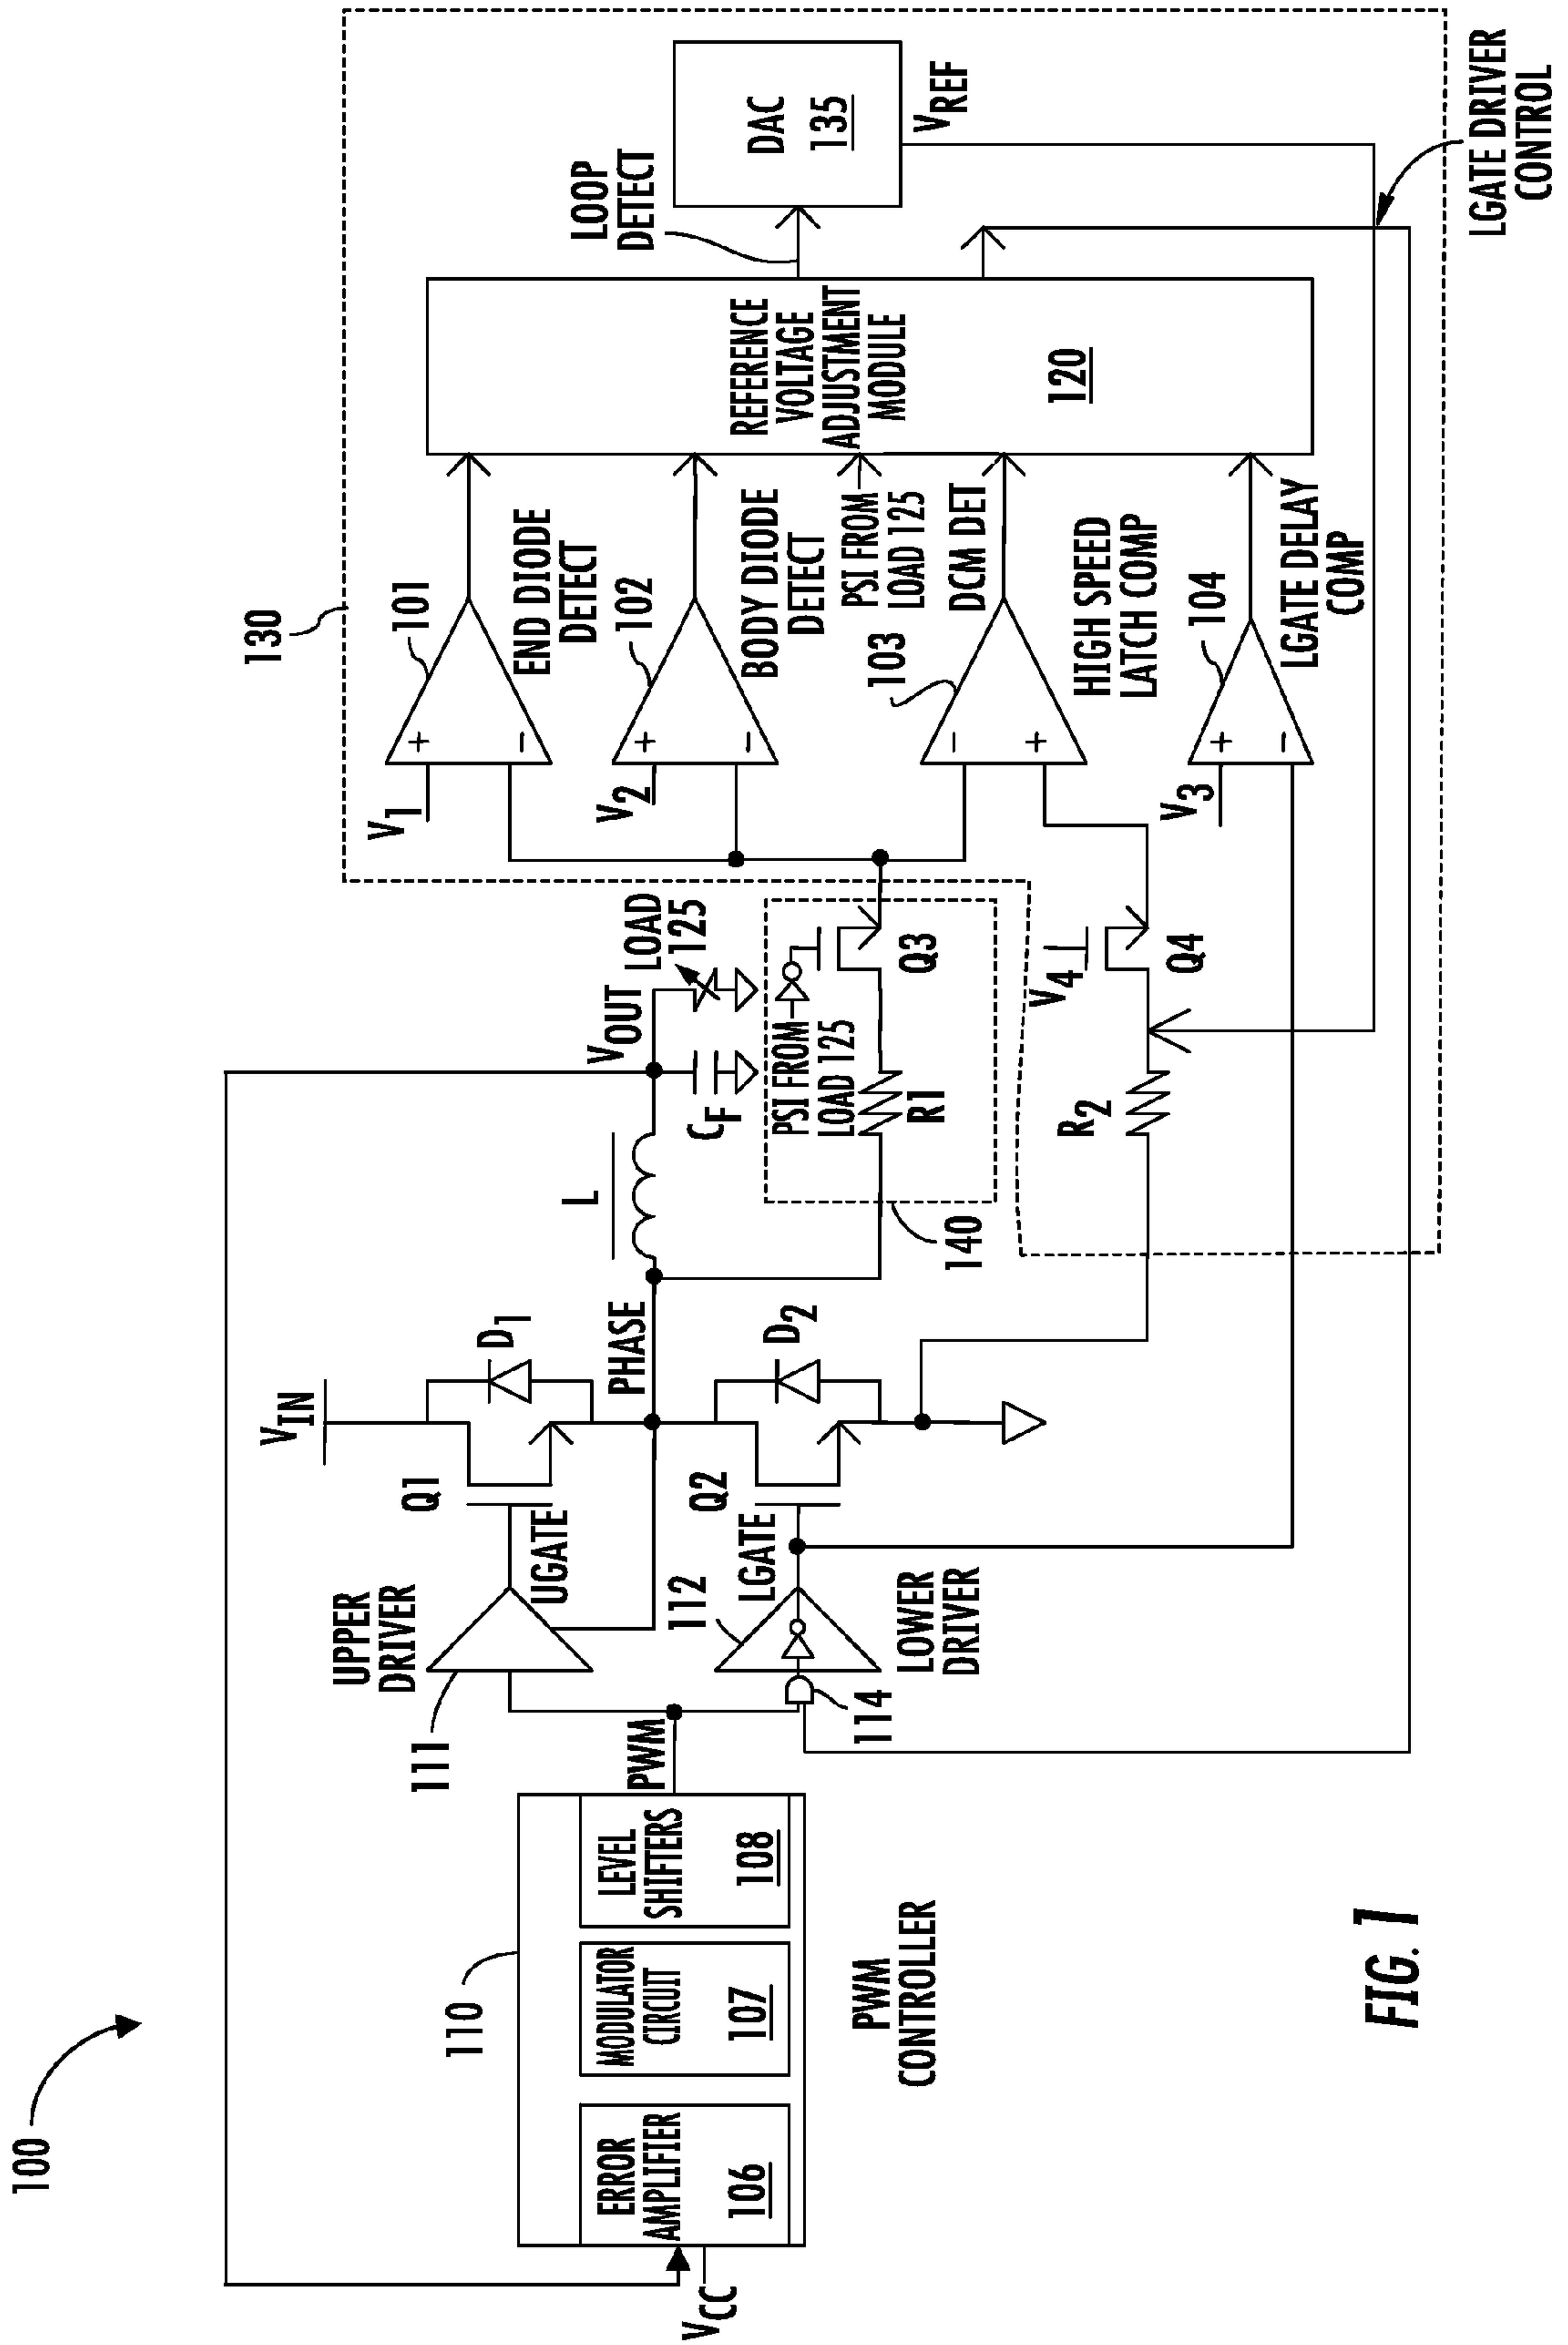 100
130
LOOP
DETECT
DAC
135
VREF
LGATE DRIVER
CONTROL
REFERENCE
VOLTAGE
ADJUSTMENT
MODULE
120
101
END DIODE
DETECT
V1
102
BODY DIODE
DETECT
V2
PSI FROM
LOAD 125
DCM DET
103
HIGH SPEED
LATCH COMP
104
LGATE DELAY
COMP
V3
VOUT
LOAD
125
CF
L
PSI FROM
LOAD 125
R1
Q3
140
V4
Q4
R2
VIN
D1
Q1
PHASE
D2
Q2
UPPER
DRIVER
111
UGATE
LGATE
112
LOWER
DRIVER
114
PWM
110
LEVEL
SHIFTERS
108
MODULATOR
CIRCUIT
107
ERROR
AMPLIFIER
106
PWM
CONTROLLER
VCC
FIG. 1